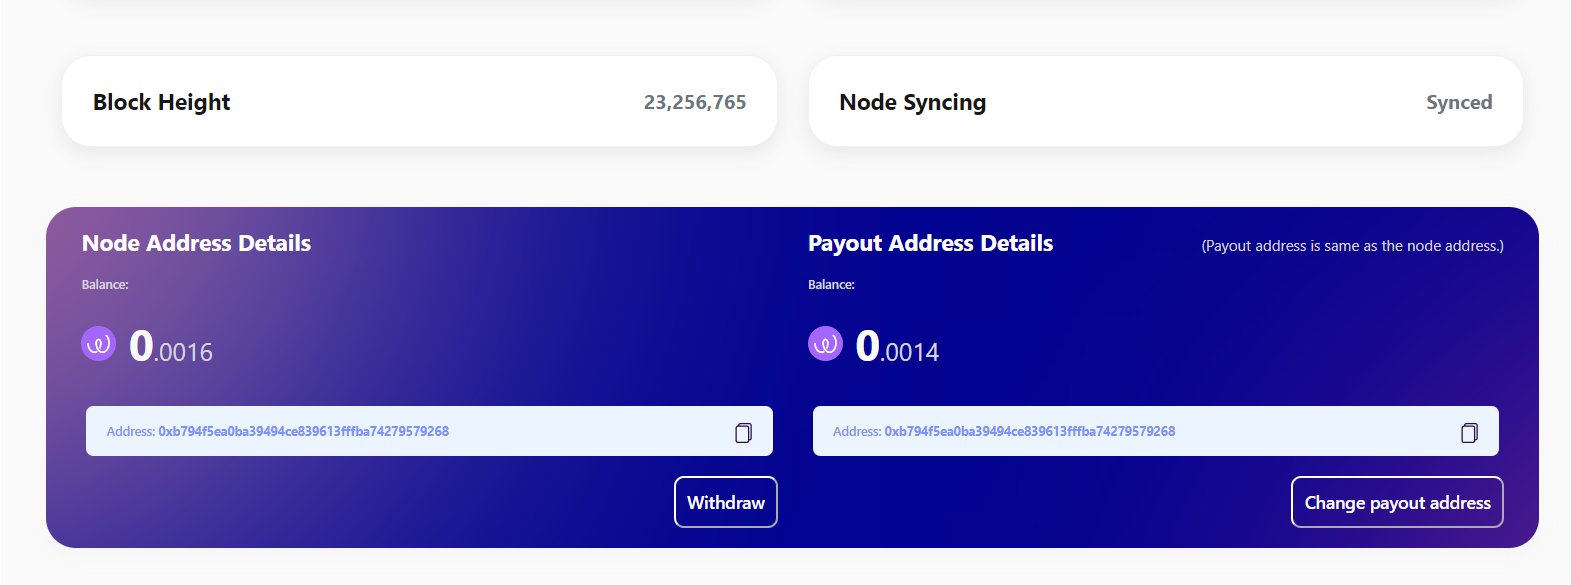 Block Height 23,256,765
Node Syncing Synced
Node Address Details
Balance:
0.0016
Address: 0xb794f5ea0ba39494ce839613fffba74279579268
Withdraw
Payout Address Details (Payout address is same as the node address.)
Balance:
0.0014
Address: 0xb794f5ea0ba39494ce839613fffba74279579268
Change payout address